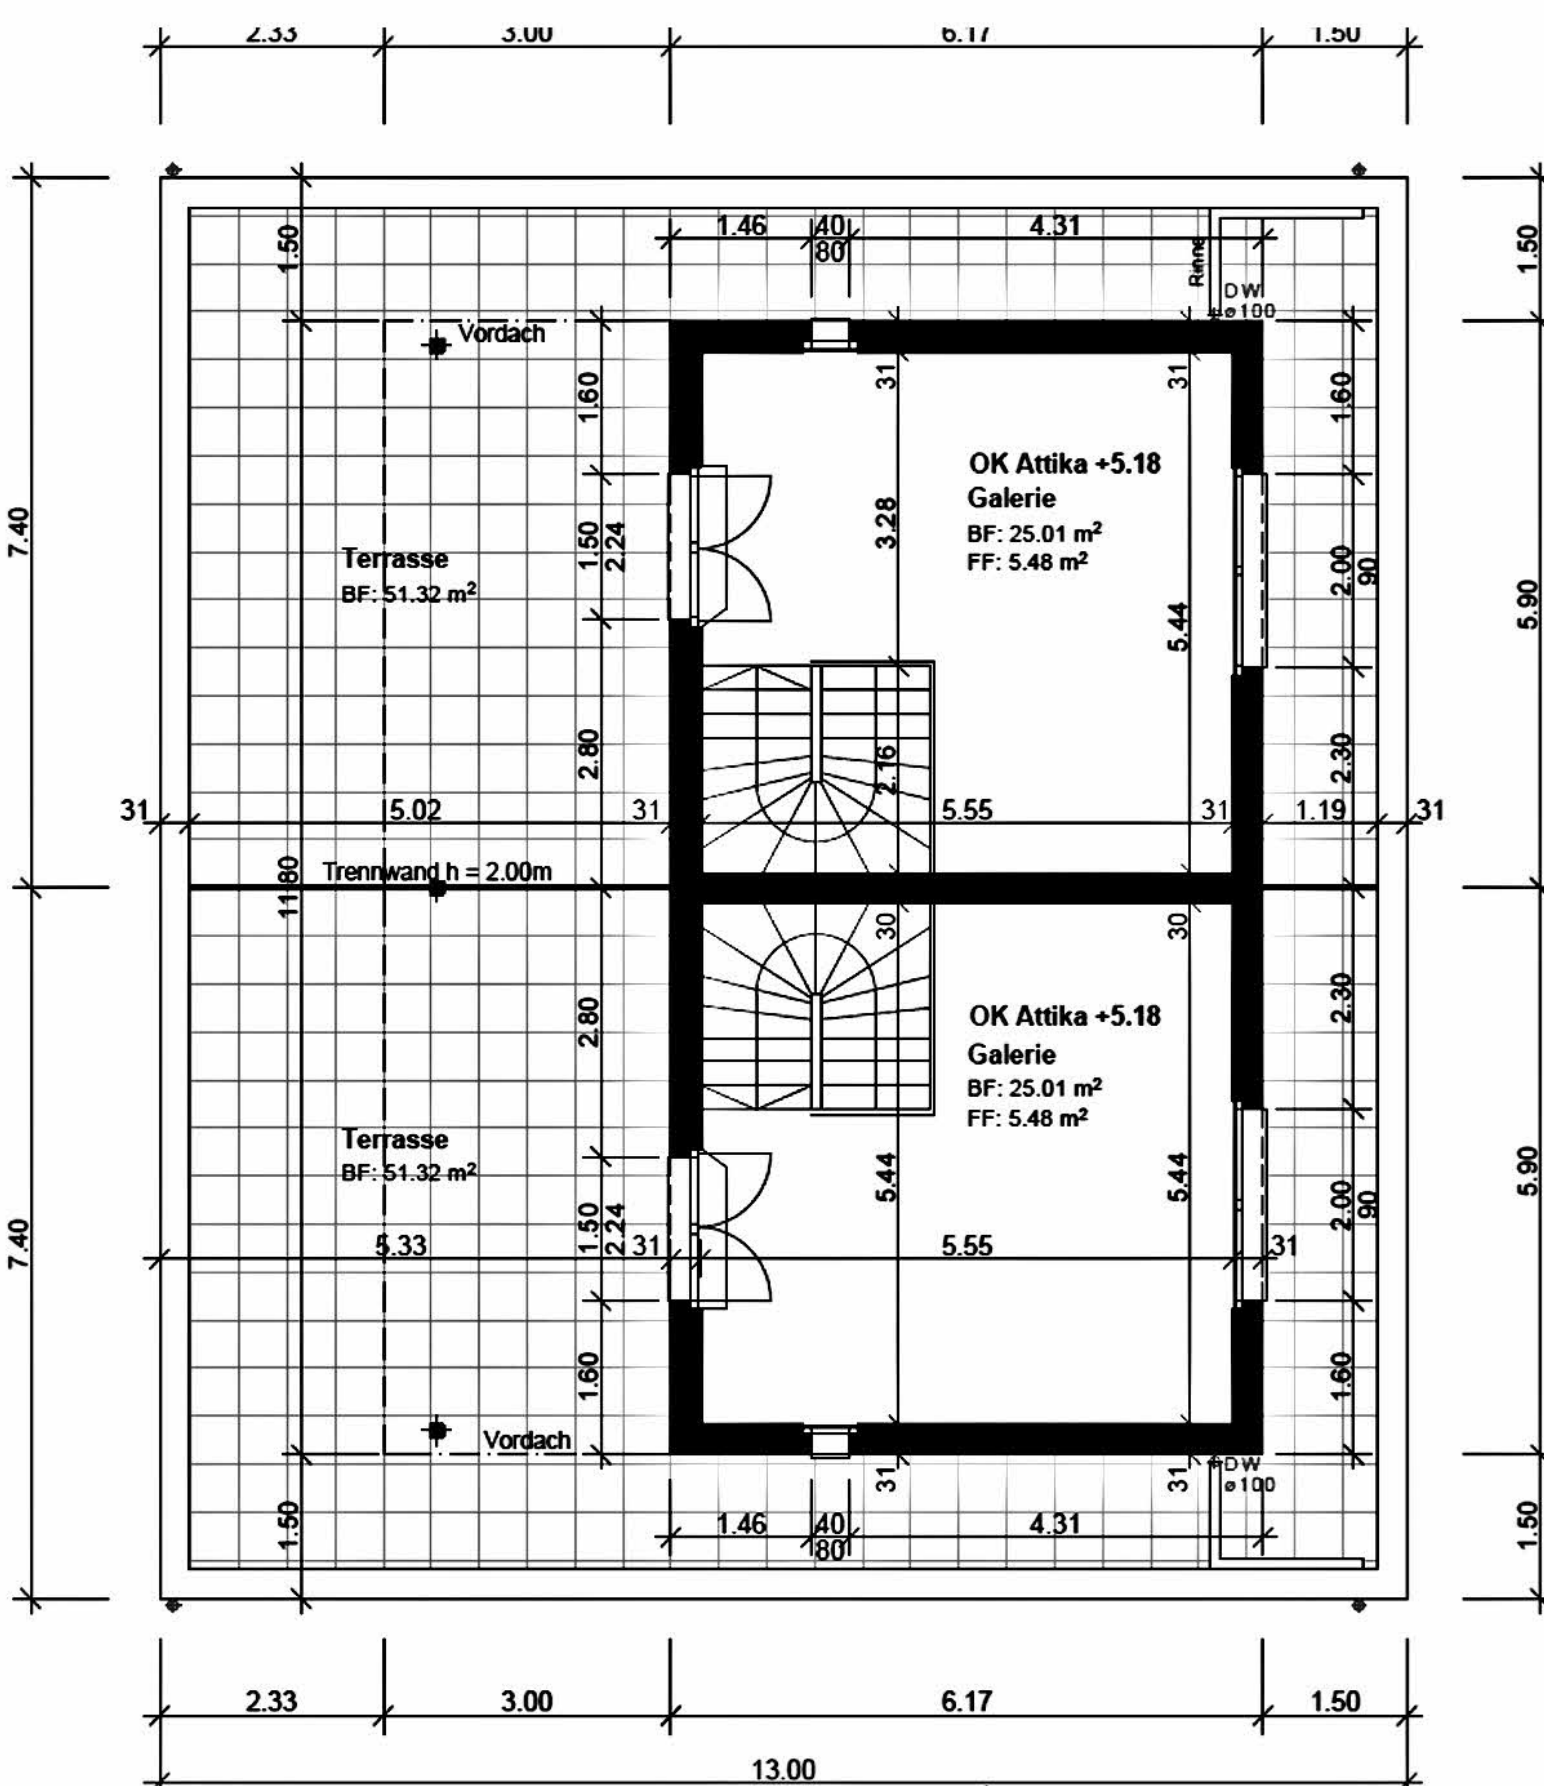 2.33 3.00 6.17 1.50
1.46 40 4.31
80
1.50
1.50
Rinne
DW
ø100
Vordach
31 31
1.60 1.60
OK Attika +5.18
Galerie
BF: 25.01 m²
FF: 5.48 m²
7.40
Terrasse
BF: 51.32 m²
1.50
2.24
3.28
5.44
2.00
90
5.90
2.80 2.16 2.30
31 5.02 31 5.55 31 1.19 31
Trennwand h = 2.00m
11.80
30 30
2.80 2.30
OK Attika +5.18
Galerie
BF: 25.01 m²
FF: 5.48 m²
Terrasse
BF: 51.32 m²
5.44 5.44
5.90
7.40
1.50
2.24
2.00
90
5.33 31 5.55 31
1.60 1.60
Vordach
31 31
DW
ø100
1.50
1.50
1.46 40 4.31
80
2.33 3.00 6.17 1.50
13.00